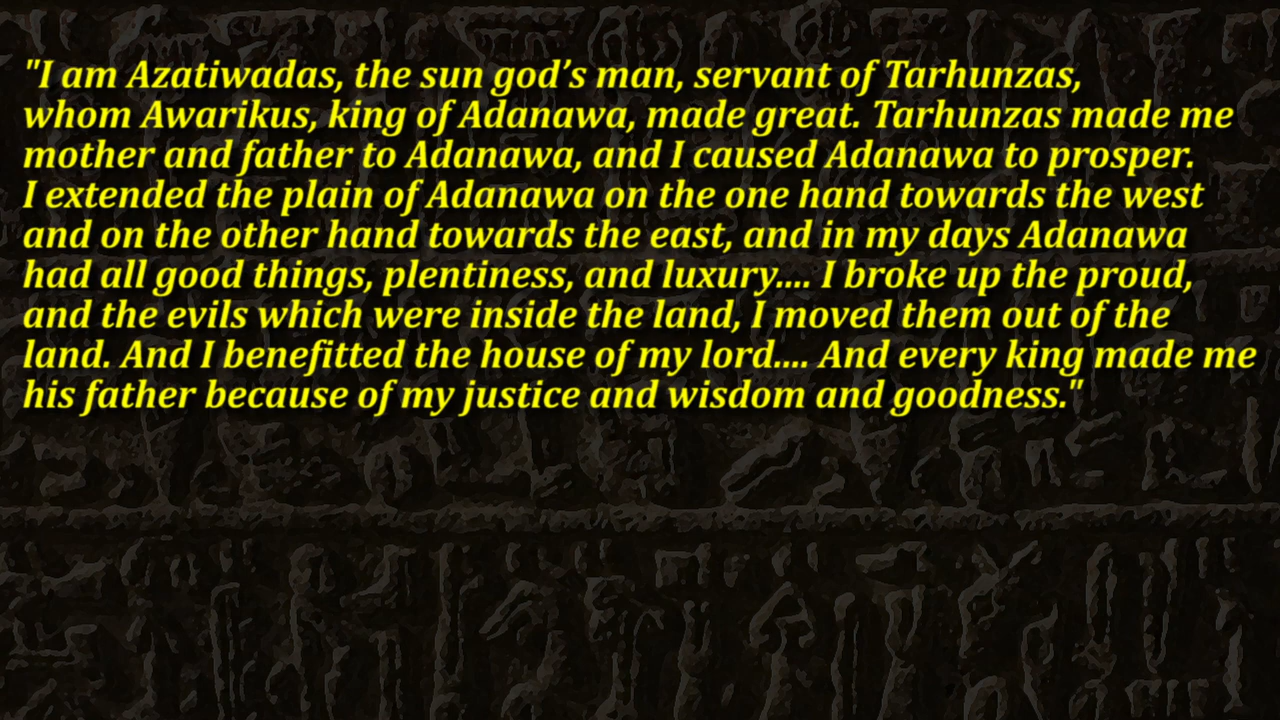 "I am Azatiwadas, the sun god’s man, servant of Tarhunzas,
whom Awarikus, king of Adanawa, made great. Tarhunzas made me
mother and father to Adanawa, and I caused Adanawa to prosper.
I extended the plain of Adanawa on the one hand towards the west
and on the other hand towards the east, and in my days Adanawa
had all good things, plentiness, and luxury.... I broke up the proud,
and the evils which were inside the land, I moved them out of the
land. And I benefitted the house of my lord.... And every king made me
his father because of my justice and wisdom and goodness."